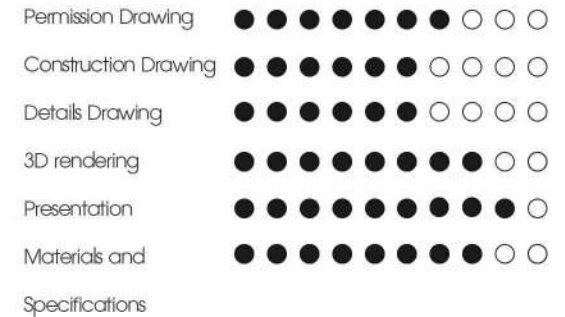 Permission Drawing
Construction Drawing
Details Drawing
3D rendering
Presentation
Materials and
Specifications